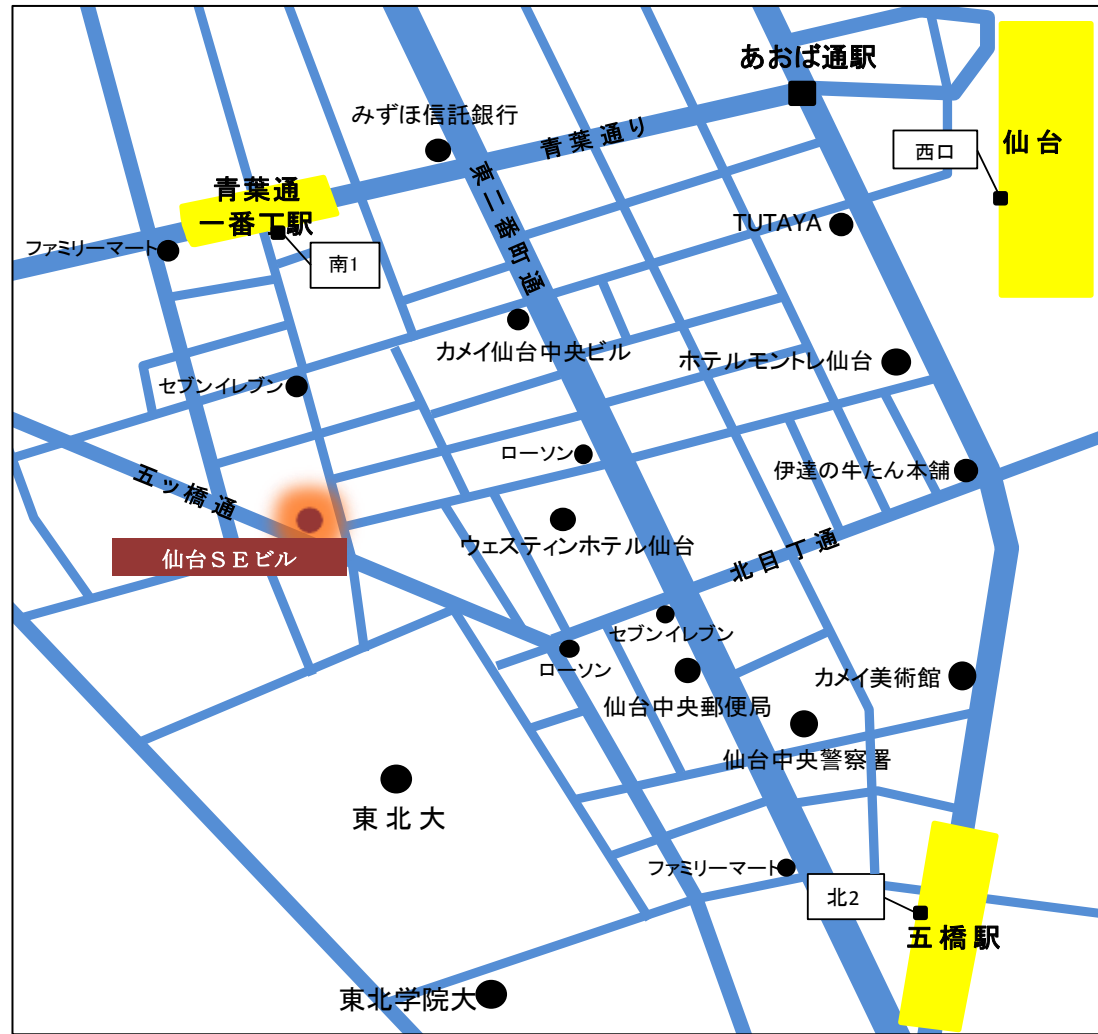 あおば通駅
みずほ信託銀行
青葉通り
仙台
西口
青葉通
一番丁駅
東二番町通
TUTAYA
ファミリーマート
南1
カメイ仙台中央ビル
ホテルモントレ仙台
セブンイレブン
ローソン
伊達の牛たん本舗
五ッ橋通
ウェスティンホテル仙台
仙台SEビル
北目丁通
セブンイレブン
ローソン
カメイ美術館
仙台中央郵便局
仙台中央警察署
東北大
ファミリーマート
北2
五橋駅
東北学院大